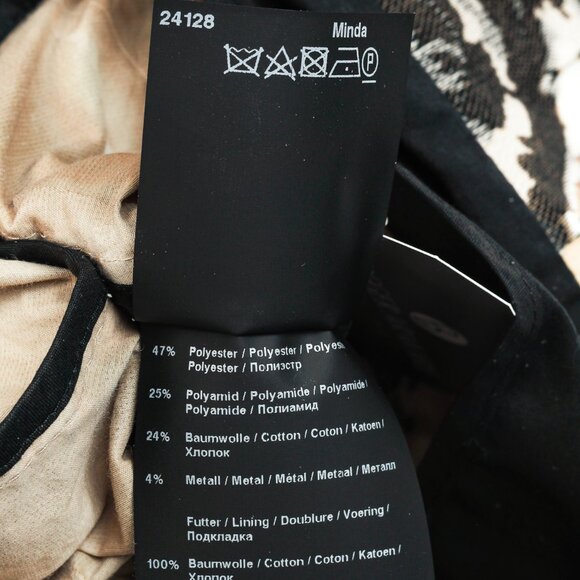 24128
Minda
P
47% Polyester / Polyester / Polyes
Polyester / Полиэстр
25% Polyamid / Polyamide / Polyamide /
Polyamide / Полиамид
24% Baumwolle / Cotton / Coton / Katoen /
Хлопок
4% Metall / Metal / Métal / Metaal / Металл
Futter / Lining / Doublure / Voering /
Подкладка
100% Baumwolle / Cotton / Coton / Katoen /
Хлопок